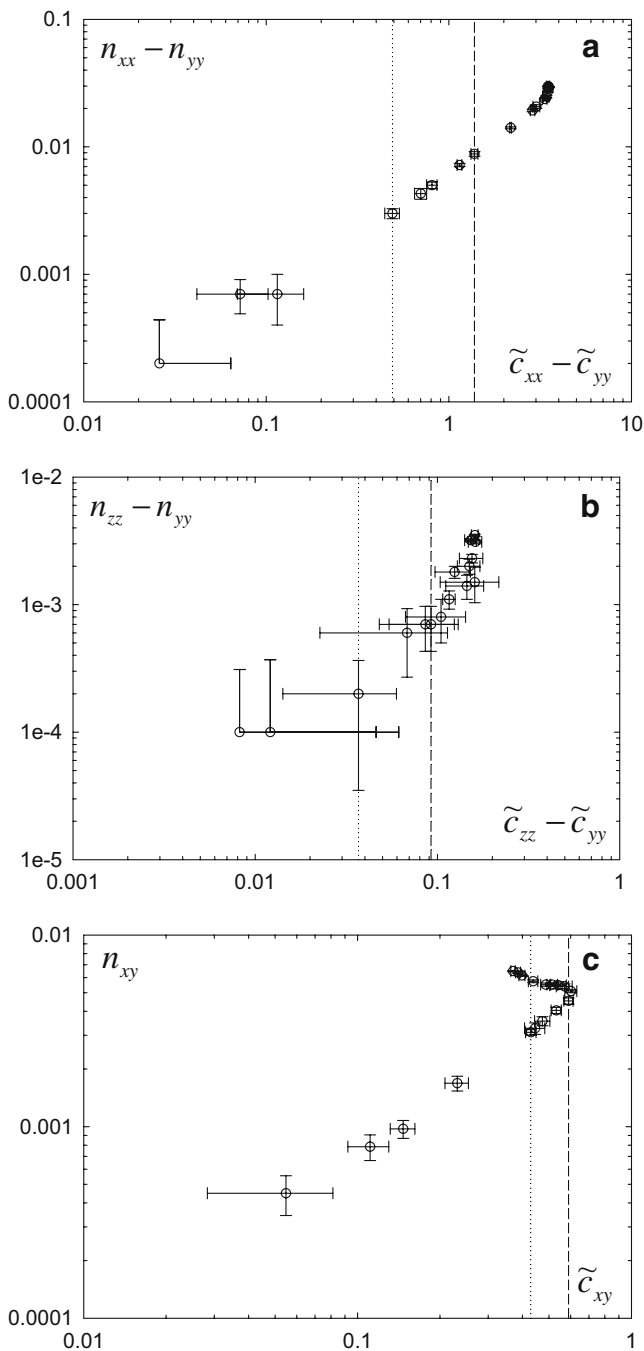 0.1
n_xx − n_yy a
0.01
0.001
c̃_xx − c̃_yy
0.0001
0.01 0.1 1 10
1e-2
n_zz − n_yy b
1e-3
1e-4
c̃_zz − c̃_yy
1e-5
0.001 0.01 0.1 1
0.01
n_xy c
0.001
c̃_xy
0.0001
0.01 0.1 1